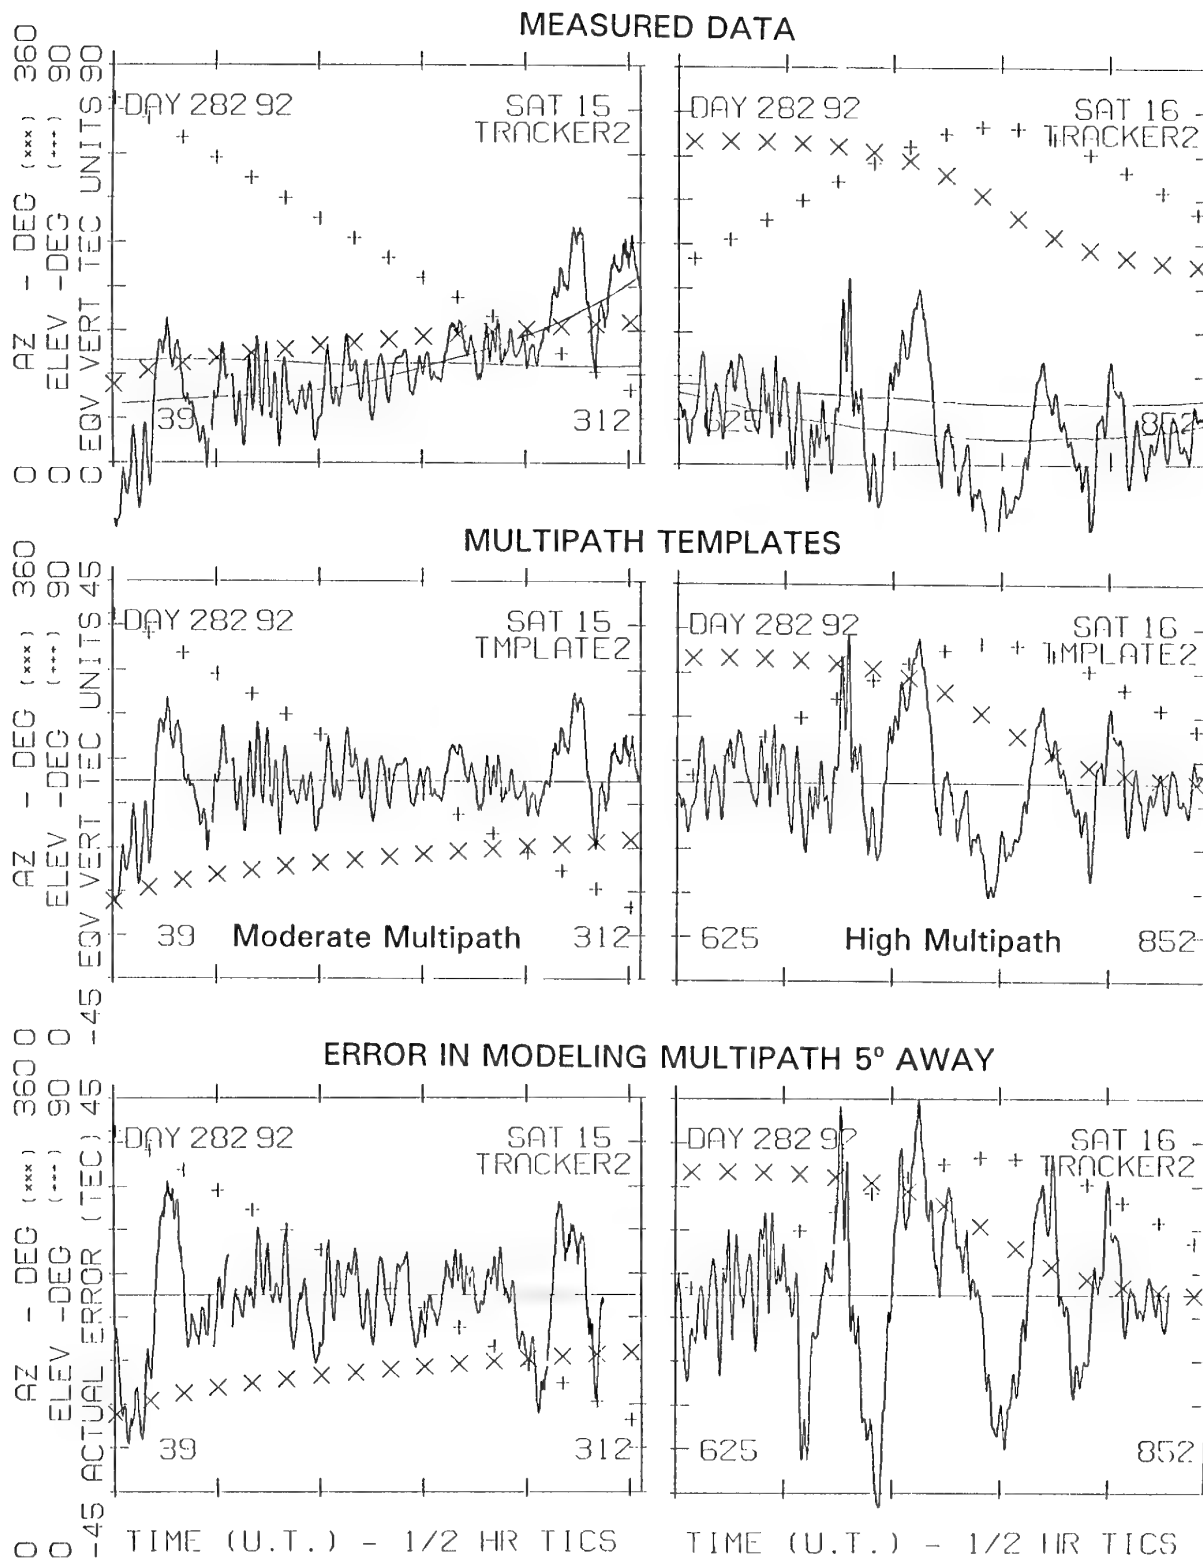 MEASURED DATA
AZ - DEG (×××) 360
0
ELEV -DEG (+++) 90
0
EQV VERT TEC UNITS 90
0
DAY 282 92
SAT 15
TRACKER2
39
312
DAY 282 92
SAT 16
TRACKER2
625
852
MULTIPATH TEMPLATES
AZ - DEG (×××) 360
0
ELEV -DEG (+++) 90
0
EQV VERT TEC UNITS 45
-45
DAY 282 92
SAT 15
TMPLATE2
39
Moderate Multipath
312
DAY 282 92
SAT 16
TMPLATE2
625
High Multipath
852
ERROR IN MODELING MULTIPATH 5º AWAY
AZ - DEG (×××) 360
0
ELEV -DEG (+++) 90
0
ACTUAL ERROR (TEC) 45
-45
DAY 282 92
SAT 15
TRACKER2
39
312
DAY 282 92
SAT 16
TRACKER2
625
852
TIME (U.T.) - 1/2 HR TICS
TIME (U.T.) - 1/2 HR TICS